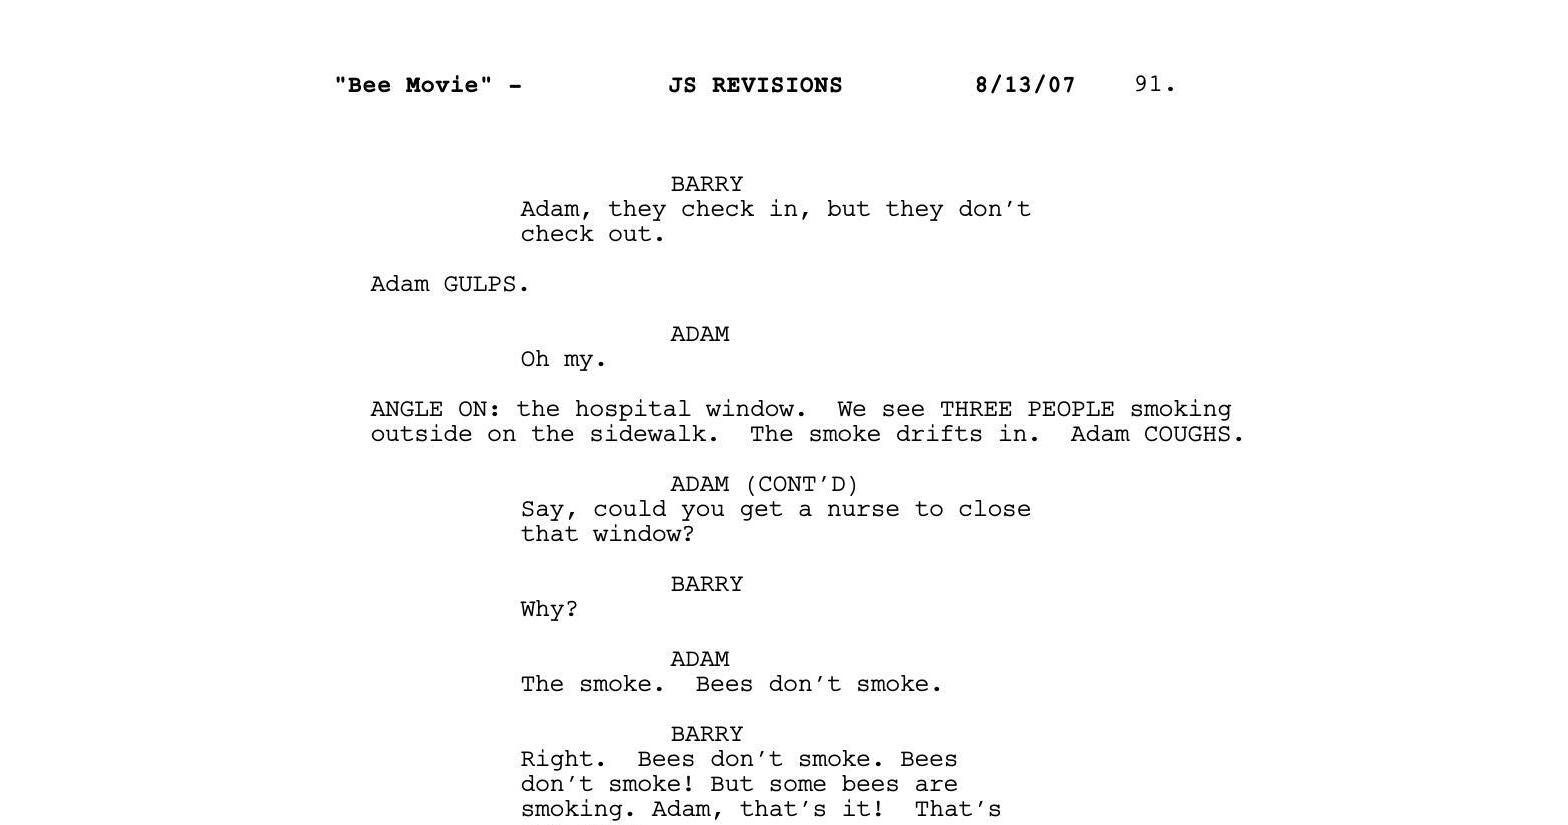 "Bee Movie" - JS REVISIONS 8/13/07 91.
BARRY
Adam, they check in, but they don't
check out.
Adam GULPS.
ADAM
Oh my.
ANGLE ON: the hospital window.  We see THREE PEOPLE smoking
outside on the sidewalk.  The smoke drifts in.  Adam COUGHS.
ADAM (CONT'D)
Say, could you get a nurse to close
that window?
BARRY
Why?
ADAM
The smoke.  Bees don't smoke.
BARRY
Right.  Bees don't smoke. Bees
don't smoke! But some bees are
smoking. Adam, that's it!  That's